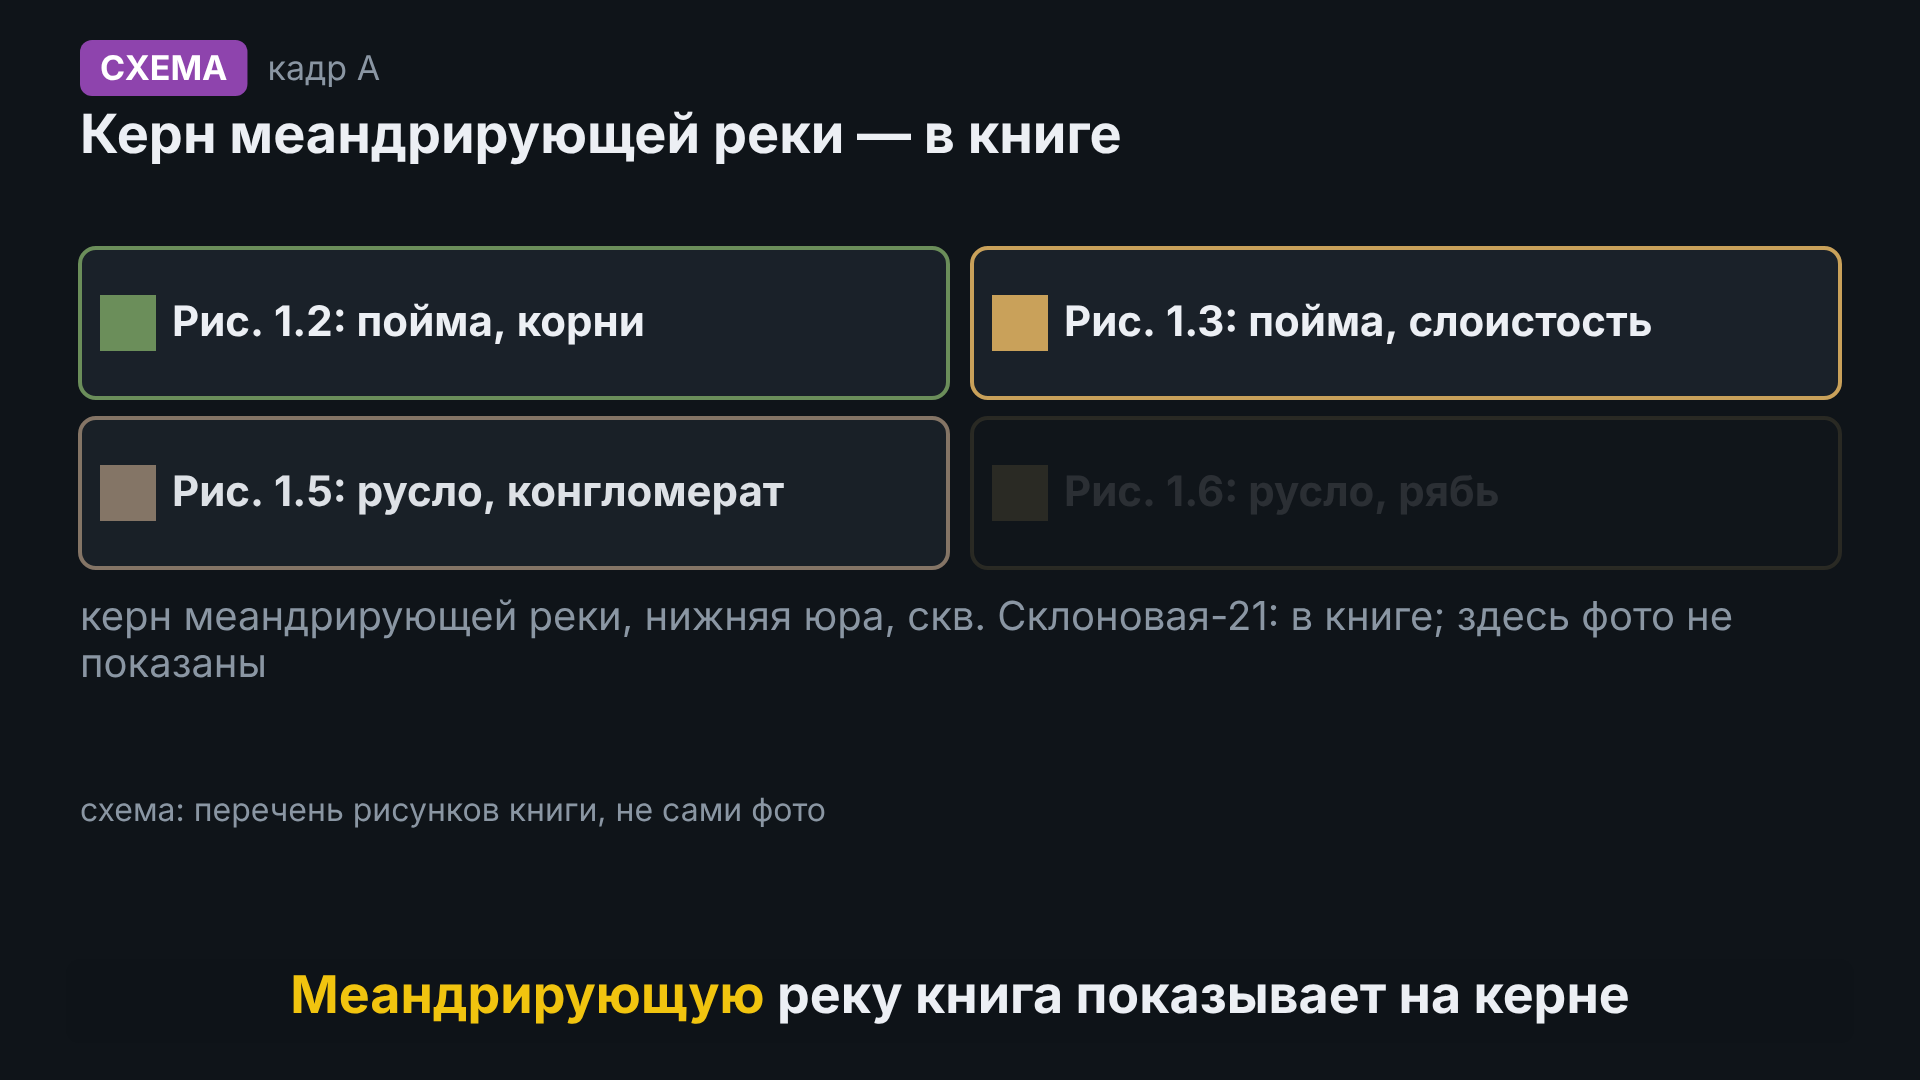 СХЕМА кадр А
Керн меандрирующей реки — в книге
Рис. 1.2: пойма, корни
Рис. 1.3: пойма, слоистость
Рис. 1.5: русло, конгломерат
Рис. 1.6: русло, рябь
керн меандрирующей реки, нижняя юра, скв. Склоновая-21: в книге; здесь фото не
показаны
схема: перечень рисунков книги, не сами фото
Меандрирующую реку книга показывает на керне